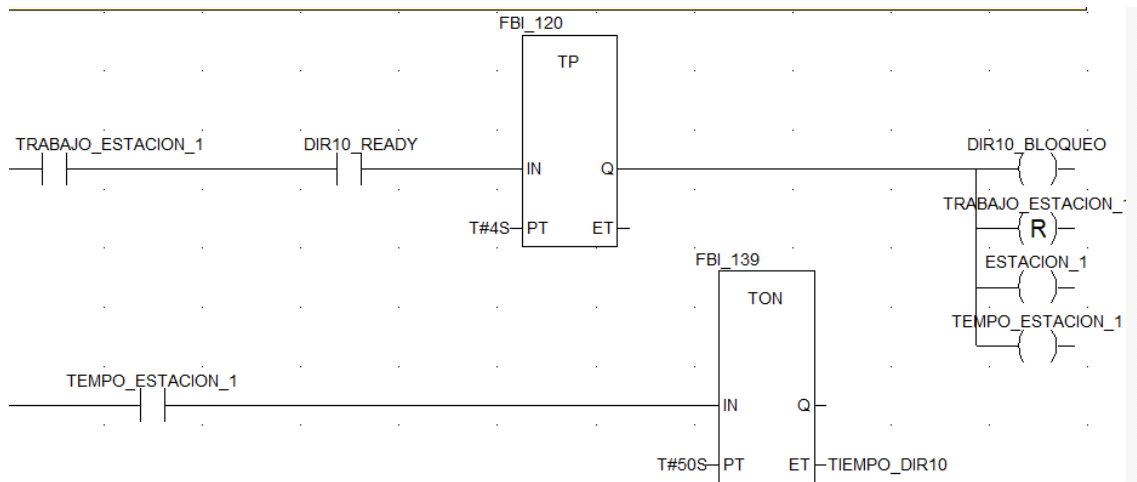 FBI_120
TP
TRABAJO_ESTACION_1
DIR10_READY
DIR10_BLOQUEO
IN
Q
TRABAJO_ESTACION_1
R
T#4S
PT
ET
FBI_139
ESTACION_1
TON
TEMPO_ESTACION_1
TEMPO_ESTACION_1
IN
Q
T#50S
PT
ET
TIEMPO_DIR10